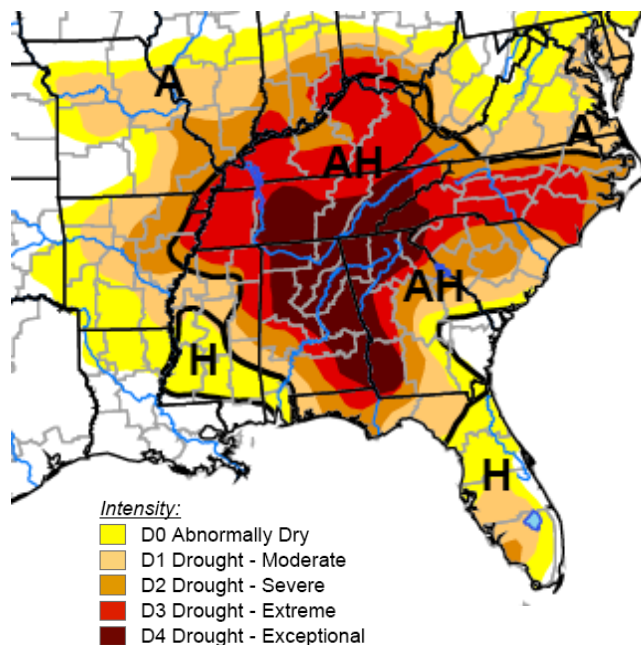 A
A
AH
AH
H
H
Intensity:
D0 Abnormally Dry
D1 Drought - Moderate
D2 Drought - Severe
D3 Drought - Extreme
D4 Drought - Exceptional